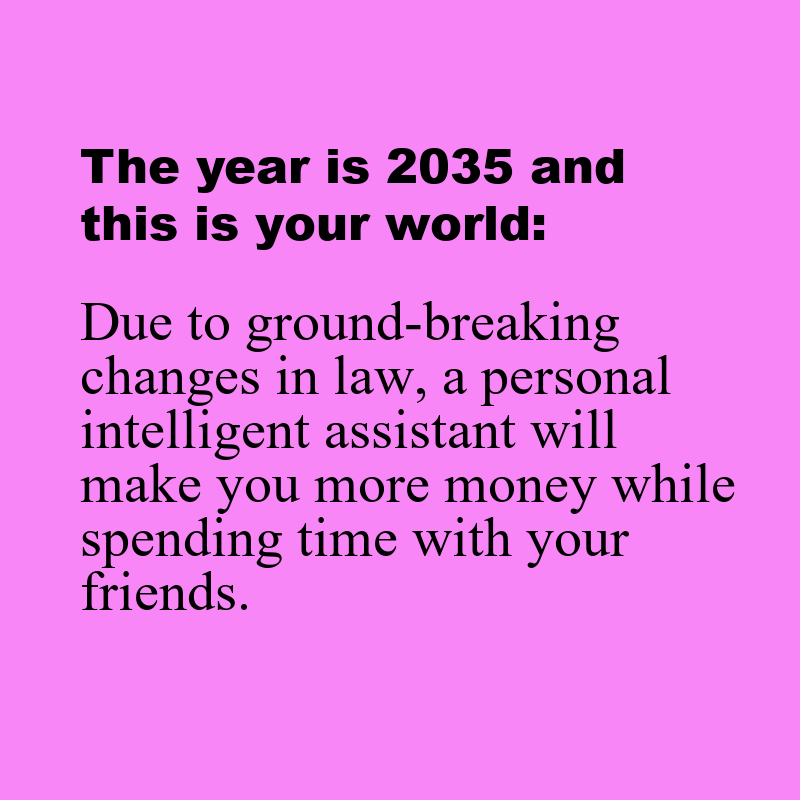 The year is 2035 and
this is your world:
Due to ground-breaking
changes in law, a personal
intelligent assistant will
make you more money while
spending time with your
friends.